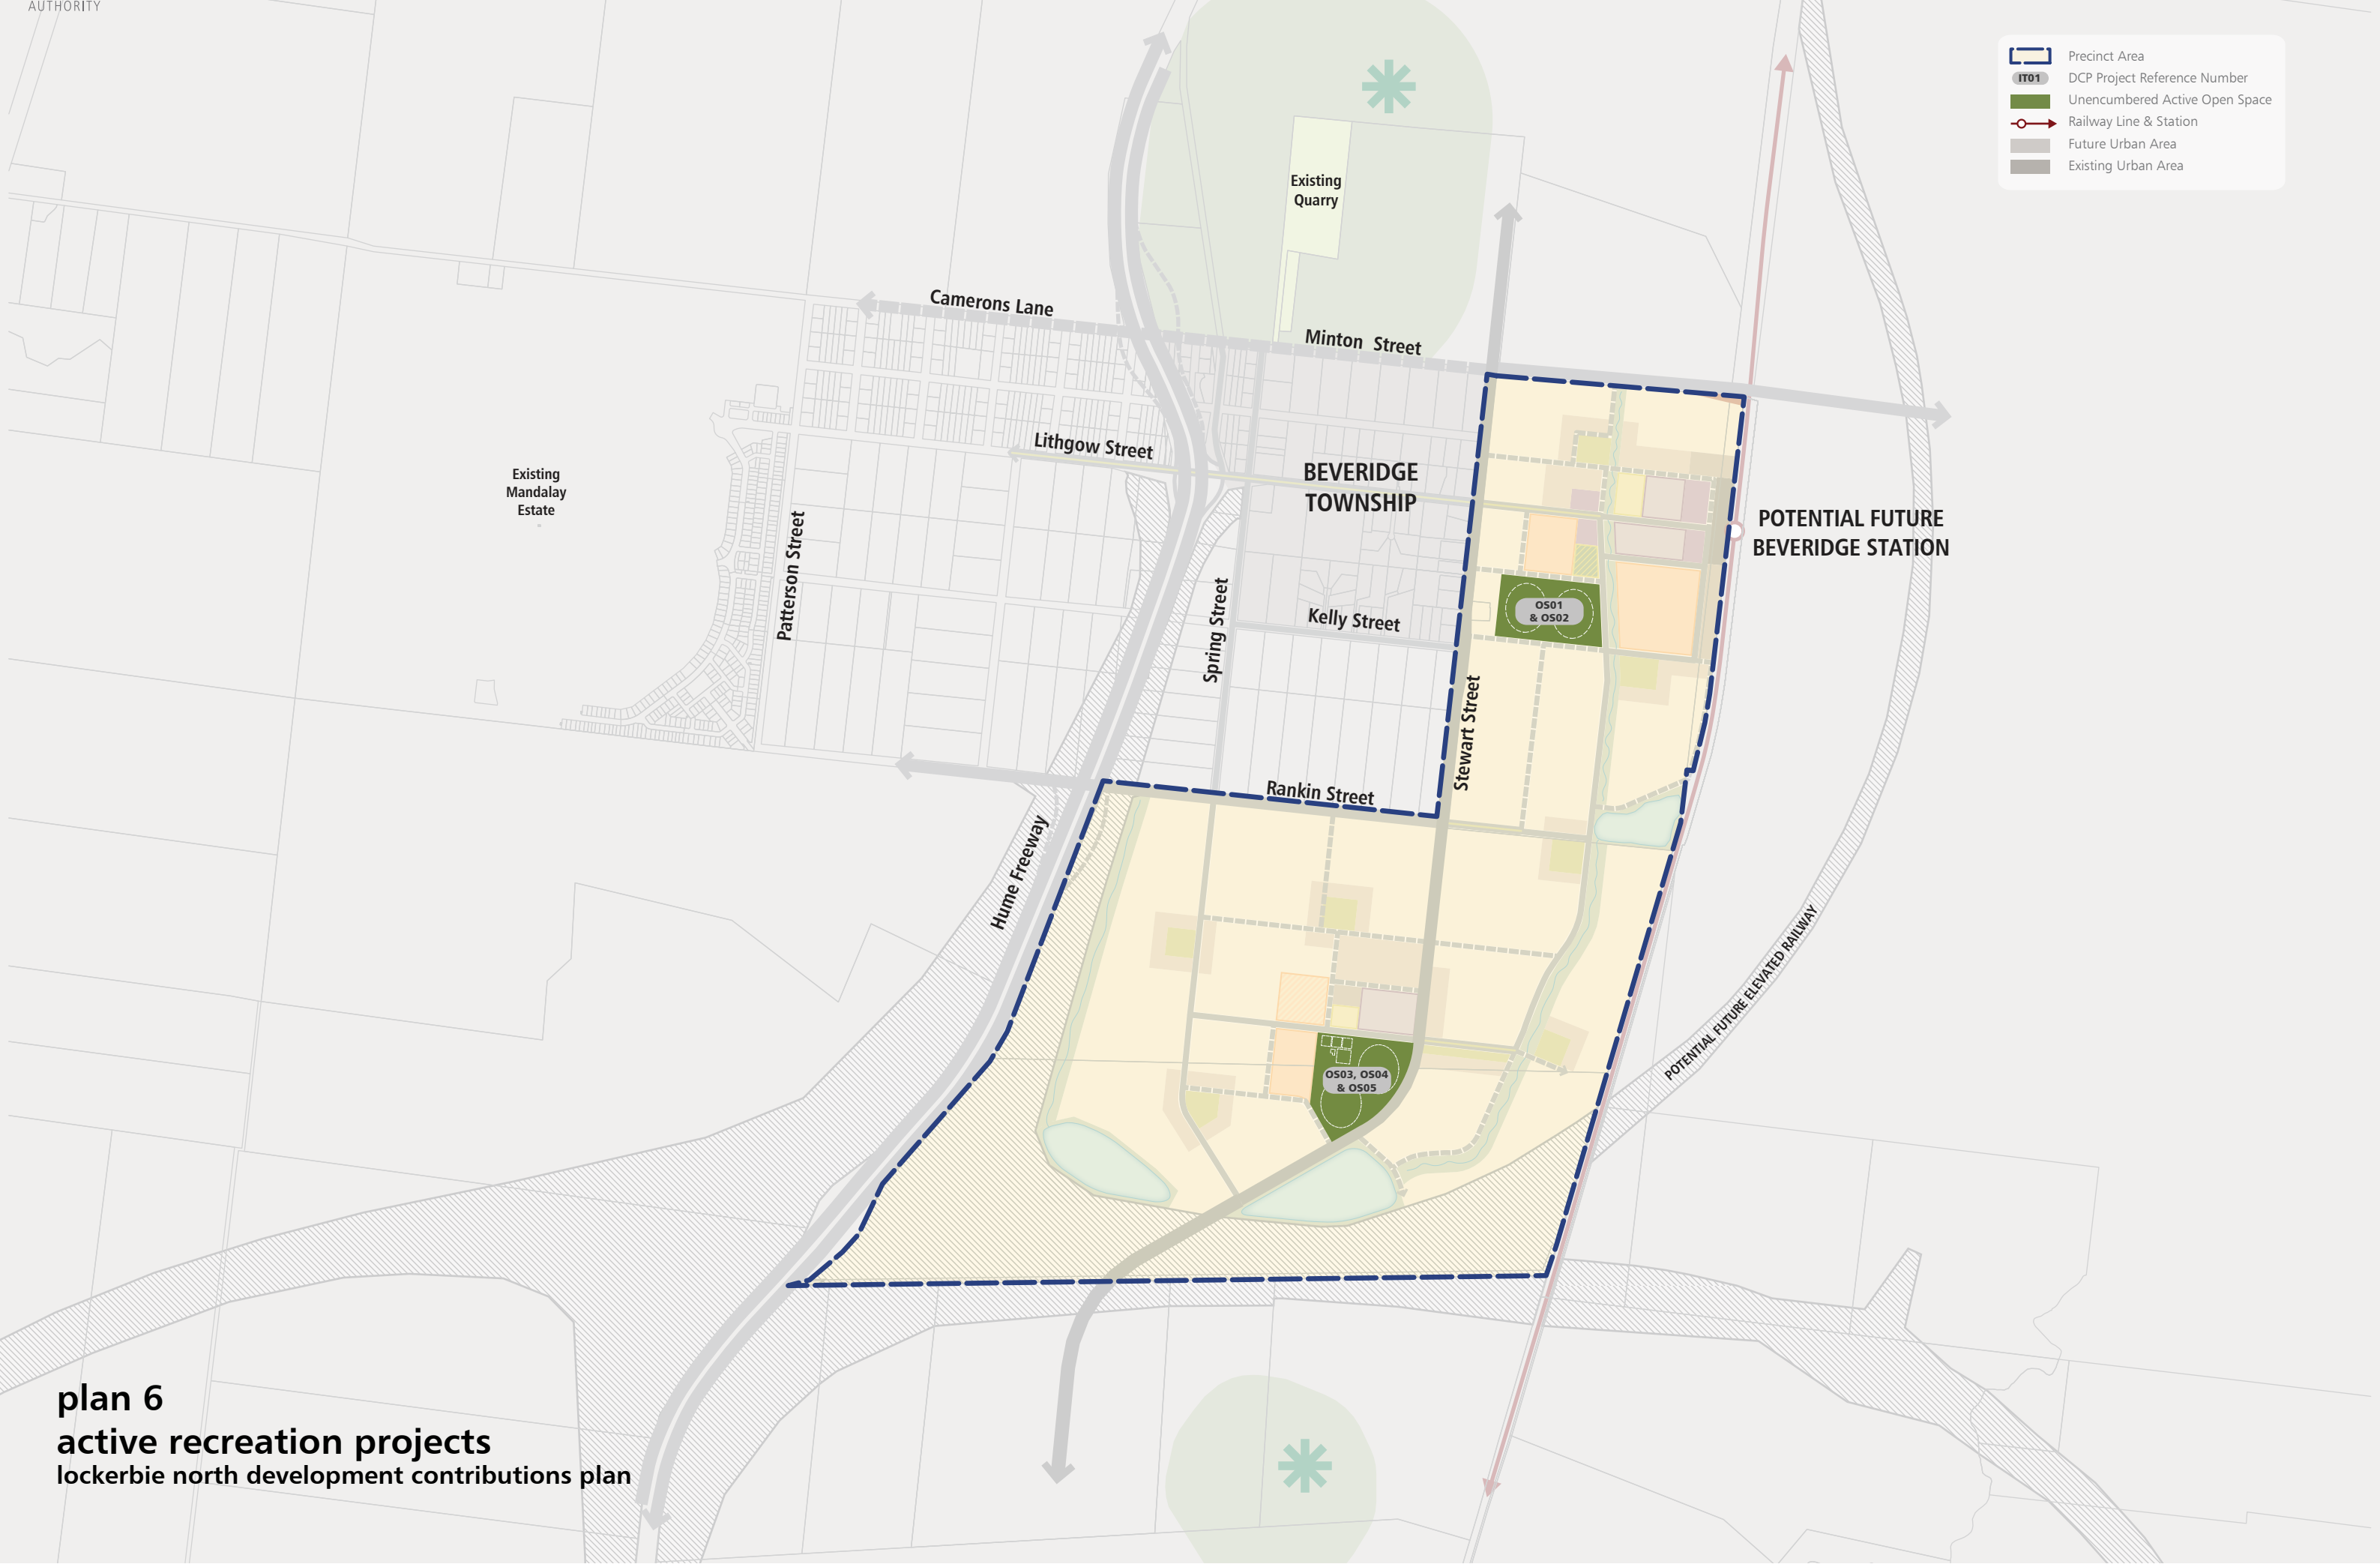 AUTHORITY
Precinct Area
IT01
DCP Project Reference Number
Unencumbered Active Open Space
Railway Line & Station
Future Urban Area
Existing Urban Area
Existing
Quarry
Camerons Lane
Minton Street
Lithgow Street
BEVERIDGE
TOWNSHIP
Existing
Mandalay
Estate
Patterson Street
POTENTIAL FUTURE
BEVERIDGE STATION
Spring Street
Kelly Street
OS01
& OS02
Stewart Street
Rankin Street
Hume Freeway
POTENTIAL FUTURE ELEVATED RAILWAY
OS03, OS04
& OS05
plan 6
active recreation projects
lockerbie north development contributions plan